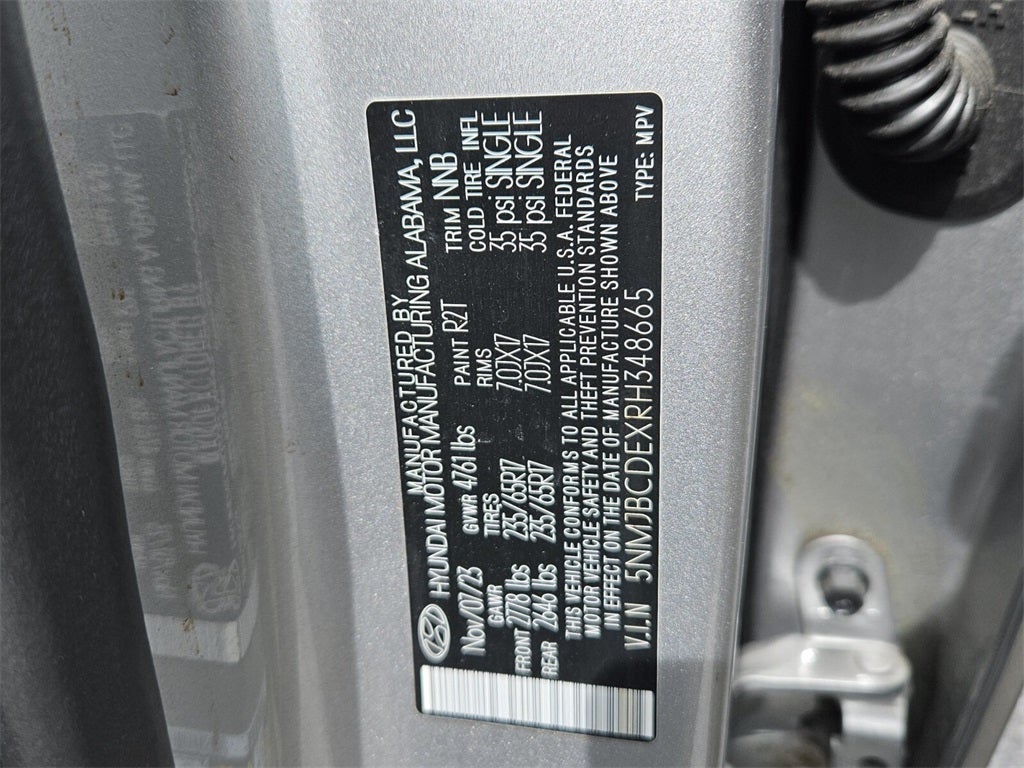 MANUFACTURED BY
HYUNDAI MOTOR MANUFACTURING ALABAMA, LLC
Nov/07/23 GVWR 4761 lbs PAINT R2T TRIM NNB
GAWR TIRES RIMS COLD TIRE INFL
FRONT 2778 lbs 235/65R17 7.0JX17 35 psi SINGLE
REAR 2646 lbs 235/65R17 7.0JX17 35 psi SINGLE
THIS VEHICLE CONFORMS TO ALL APPLICABLE U.S.A. FEDERAL
MOTOR VEHICLE SAFETY AND THEFT PREVENTION STANDARDS
IN EFFECT ON THE DATE OF MANUFACTURE SHOWN ABOVE
V.I.N 5NMJBCDEXRH348665 TYPE: MPV